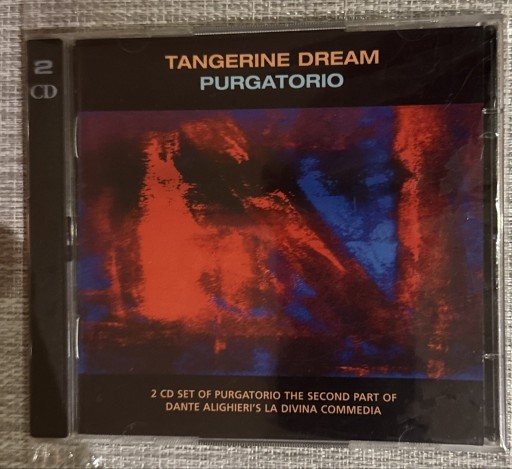 2
CD
TANGERINE DREAM
PURGATORIO
2 CD SET OF PURGATORIO THE SECOND PART OF
DANTE ALIGHIERI'S LA DIVINA COMMEDIA